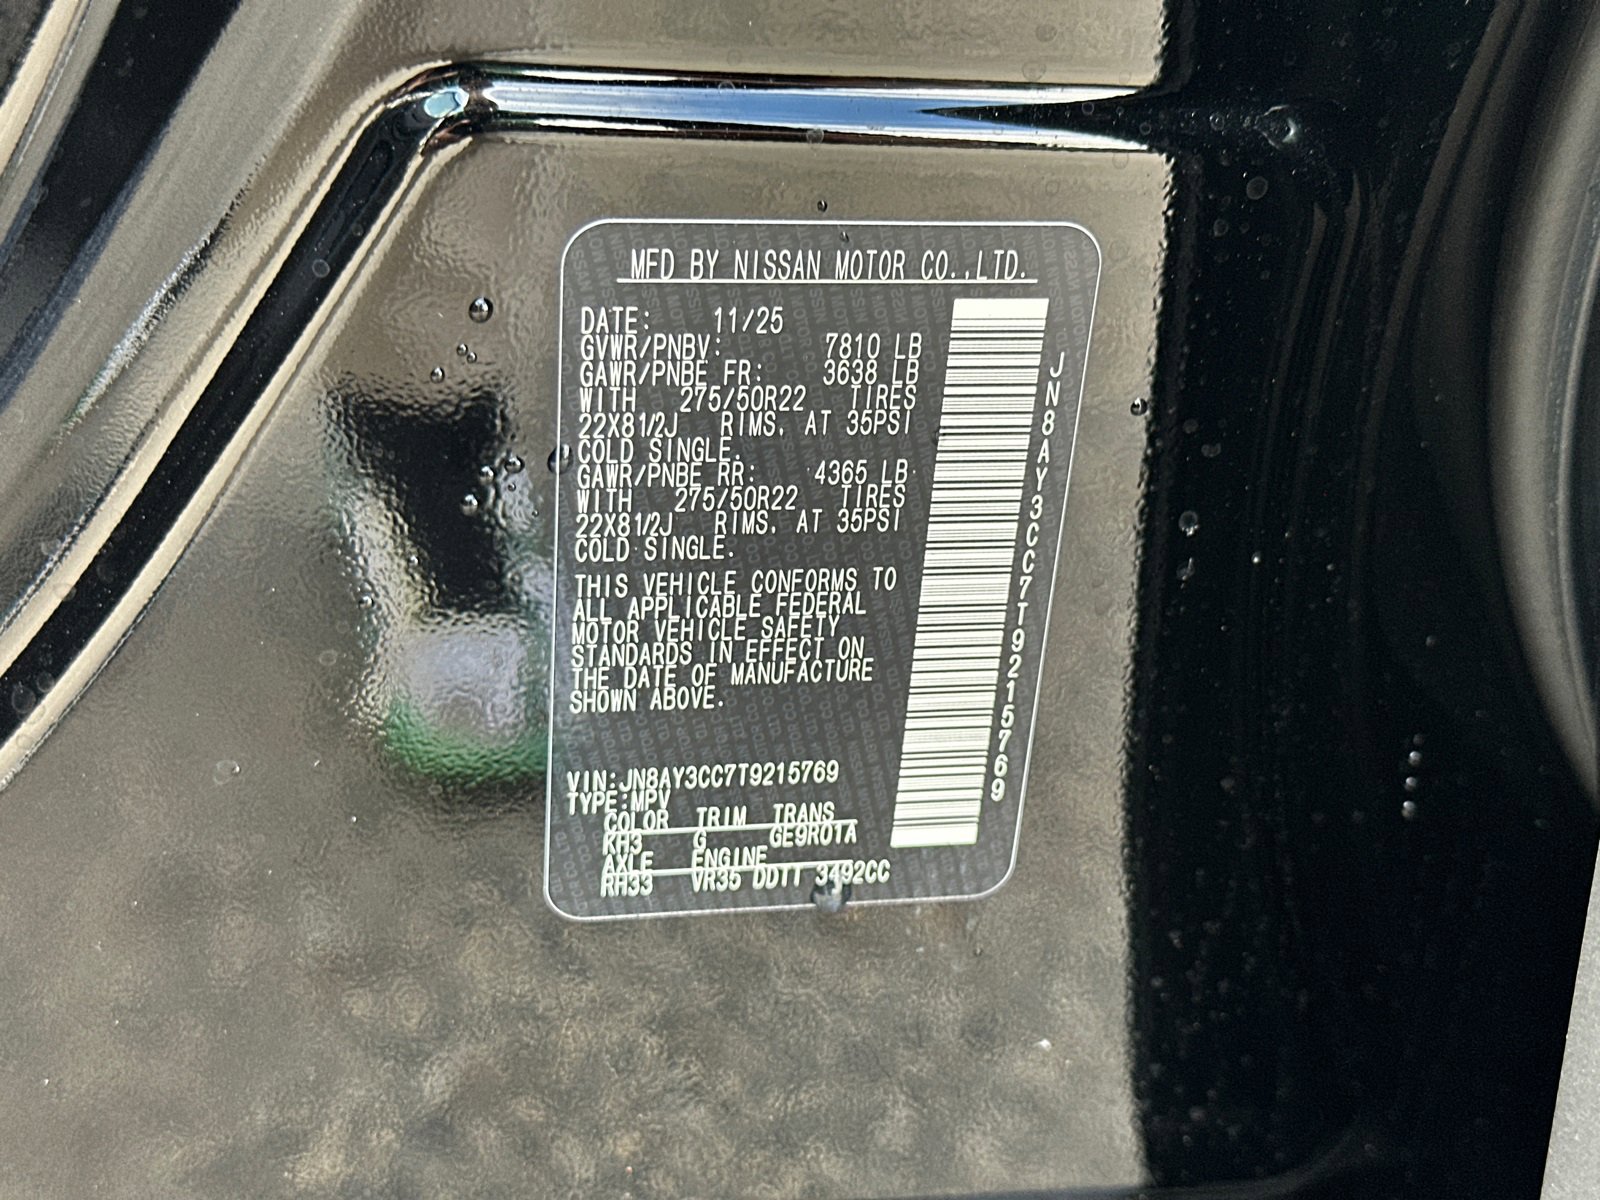 MFD BY NISSAN MOTOR CO.,LTD.
DATE: 11/25
GVWR/PNBV: 7810 LB
GAWR/PNBE FR: 3638 LB
WITH 275/50R22 TIRES
22X81/2J RIMS, AT 35PSI
COLD SINGLE.
GAWR/PNBE RR: 4365 LB
WITH 275/50R22 TIRES
22X81/2J RIMS, AT 35PSI
COLD SINGLE.
THIS VEHICLE CONFORMS TO
ALL APPLICABLE FEDERAL
MOTOR VEHICLE SAFETY
STANDARDS IN EFFECT ON
THE DATE OF MANUFACTURE
SHOWN ABOVE.
VIN:JN8AY3CC7T9215769
TYPE:MPV
COLOR TRIM TRANS
KH3 G GE9R01A
AXLE ENGINE
RH33 VR35 DDTT 3492CC
JN8AY3CC7T9215769